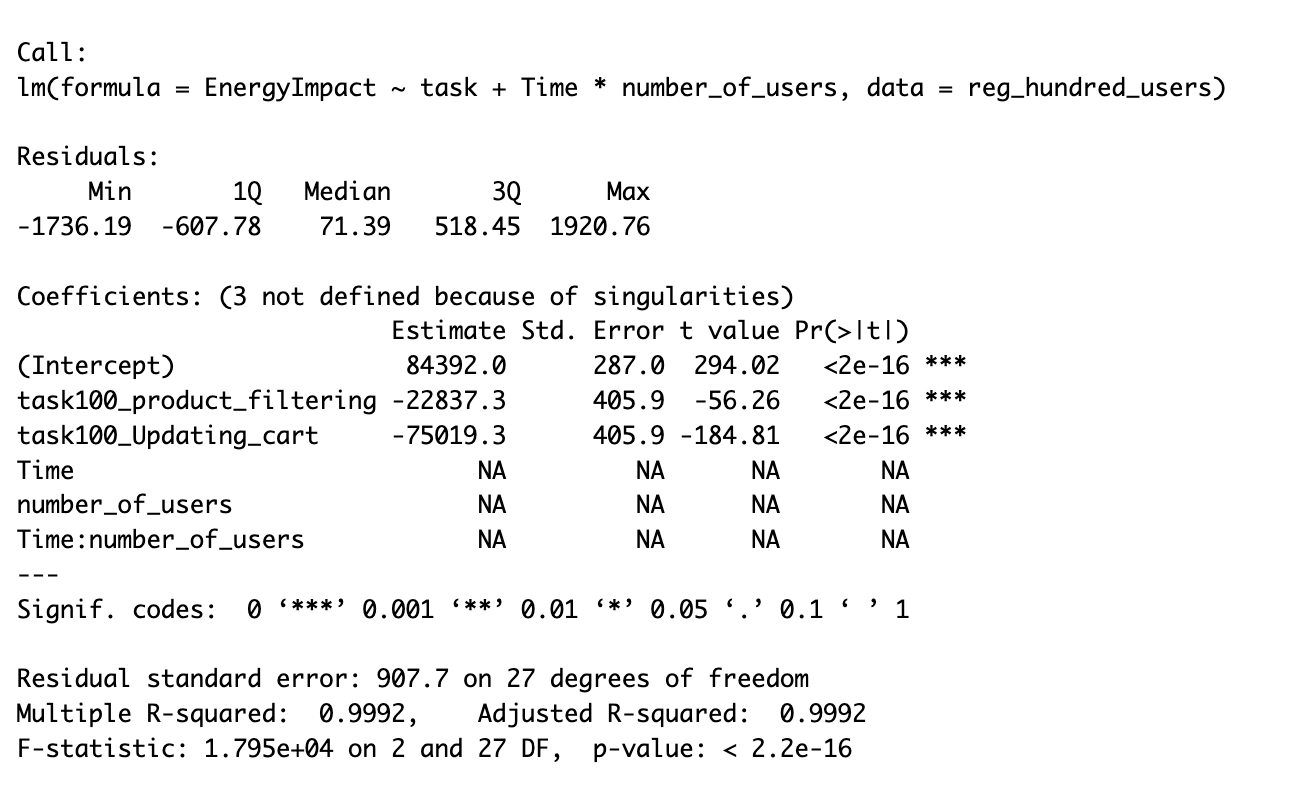 Call:
lm(formula = EnergyImpact ~ task + Time * number_of_users, data = reg_hundred_users)
Residuals:
Min 1Q Median 3Q Max
-1736.19 -607.78 71.39 518.45 1920.76
Coefficients: (3 not defined because of singularities)
Estimate Std. Error t value Pr(>|t|)
(Intercept) 84392.0 287.0 294.02 <2e-16 ***
task100_product_filtering -22837.3 405.9 -56.26 <2e-16 ***
task100_Updating_cart -75019.3 405.9 -184.81 <2e-16 ***
Time NA NA NA NA
number_of_users NA NA NA NA
Time:number_of_users NA NA NA NA
---
Signif. codes: 0 ‘***’ 0.001 ‘**’ 0.01 ‘*’ 0.05 ‘.’ 0.1 ‘ ’ 1
Residual standard error: 907.7 on 27 degrees of freedom
Multiple R-squared: 0.9992, Adjusted R-squared: 0.9992
F-statistic: 1.795e+04 on 2 and 27 DF, p-value: < 2.2e-16